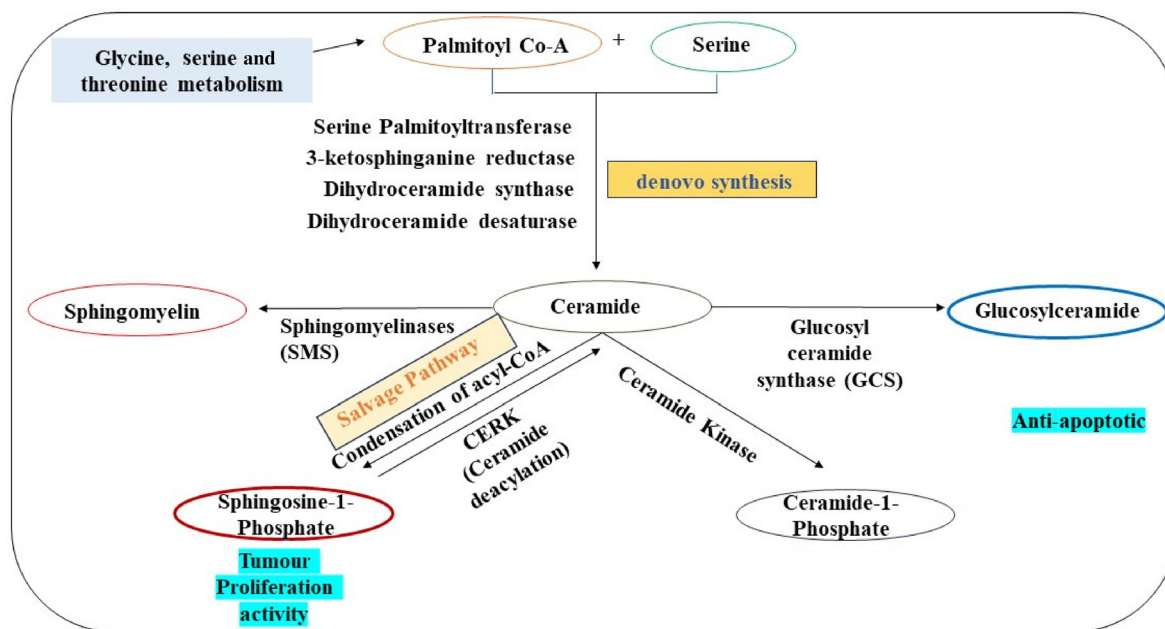 Glycine, serine and
threonine metabolism
Palmitoyl Co-A
+
Serine
Serine Palmitoyltransferase
3-ketosphinganine reductase
Dihydroceramide synthase
Dihydroceramide desaturase
denovo synthesis
Sphingomyelin
Ceramide
Glucosylceramide
Sphingomyelinases
(SMS)
Glucosyl
ceramide
synthase (GCS)
Salvage Pathway
Condensation of acyl-CoA
CERK
(Ceramide
deacylation)
Ceramide Kinase
Anti-apoptotic
Sphingosine-1-
Phosphate
Ceramide-1-
Phosphate
Tumour
Proliferation
activity